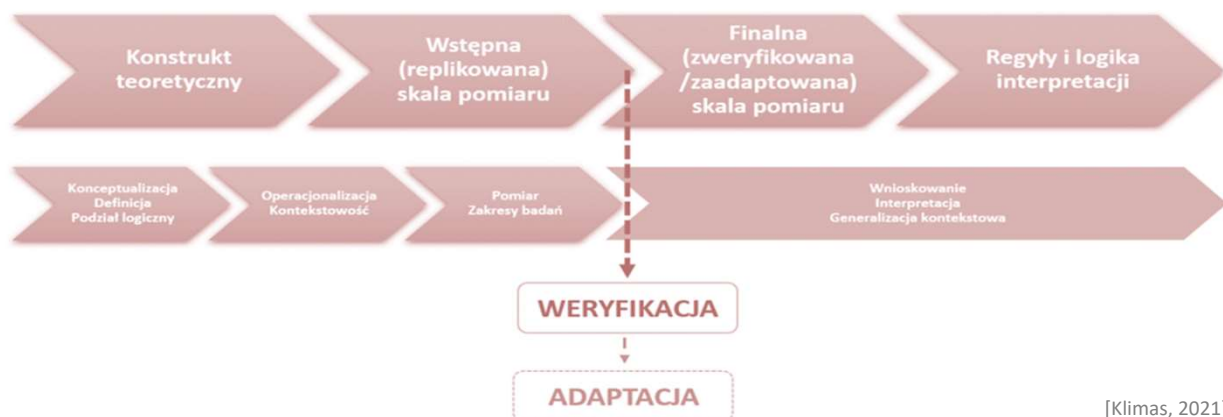 Konstrukt
teoretyczny
Wstępna
(replikowana)
skala pomiaru
Finalna
(zweryfikowana
/zaadaptowana)
skala pomiaru
Regyły i logika
interpretacji
Konceptualizacja
Definicja
Podział logiczny
Operacjonalizacja
Kontekstowość
Pomiar
Zakresy badań
Wnioskowanie
Interpretacja
Generalizacja kontekstowa
WERYFIKACJA
ADAPTACJA
[Klimas, 2021]